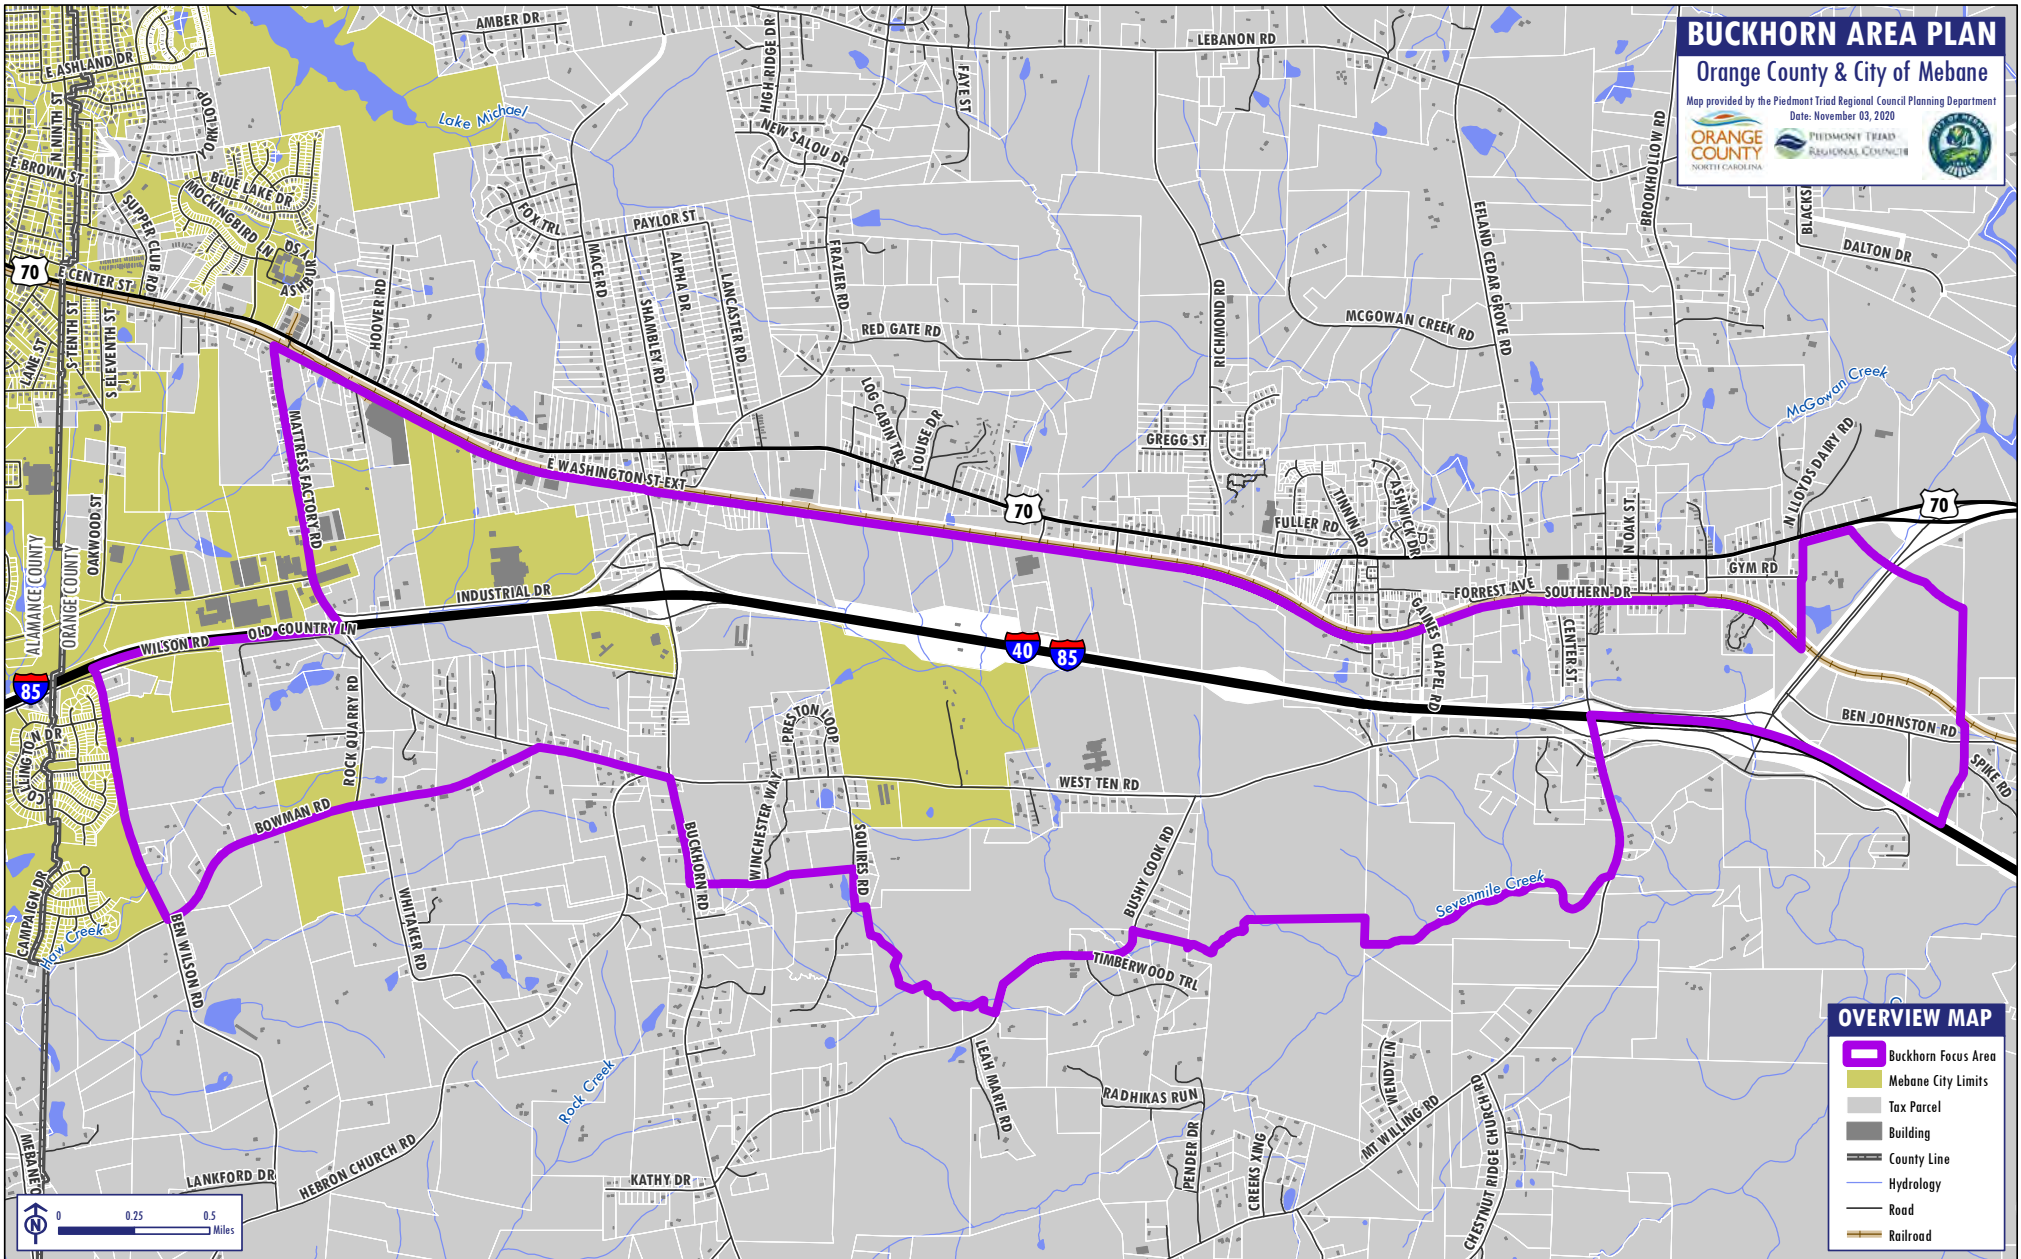 BUCKHORN AREA PLAN
Orange County & City of Mebane
Map provided by the Piedmont Triad Regional Council Planning Department
Date: November 03, 2020
ORANGE
COUNTY
NORTH CAROLINA
PIEDMONT TRIAD
REGIONAL COUNCIL
CITY OF MEBANE
AMBER DR
LEBANON RD
E ASHLAND DR
HIGH RIDGE DR
FAYE ST
N NINTH ST
YORK LOOP
Lake Michael
NEW SALOU DR
BROOKHOLLOW RD
E BROWN ST
BLUE LAKE DR
MOCKINGBIRD LN
SUPPER CLUB RD
FOX TRL
PAYLOR ST
EFLAND CEDAR GROVE RD
DALTON DR
70
E CENTER ST
MACE RD
ALPHA DR
LANCASTER RD
FRAZIER RD
HOOVER RD
SHAMBLEY RD
RICHMOND RD
RED GATE RD
MCGOWAN CREEK RD
LANE ST
S TENTH ST
S ELEVENTH ST
McGowan Creek
LOG CABIN TRL
LOUISE DR
GREGG ST
MATTRESS FACTORY RD
E WASHINGTON ST EXT
N LLOYDS DAIRY RD
70
70
OAKWOOD ST
FULLER RD
TINNIN RD
ASHWICK DR
N OAK ST
GYM RD
ALAMANCE COUNTY
ORANGE COUNTY
INDUSTRIAL DR
FORREST AVE
SOUTHERN DR
OLD COUNTRY LN
WILSON RD
GAINES CHAPEL RD
CENTER ST
40
85
85
ROCK QUARRY RD
PRESTON LOOP
BEN JOHNSTON RD
SPIKE RD
WEST TEN RD
BOWMAN RD
WINCHESTER WAY
BUCKHORN RD
SQUIRES RD
BUSHY COOK RD
CAMPAIGN DR
Haw Creek
BEN WILSON RD
WHITAKER RD
Sevenmile Creek
TIMBERWOOD TRL
LEAH MARIE RD
Rock Creek
RADHIKAS RUN
WENDY LN
MT WILLING RD
CHESTNUT RIDGE CHURCH RD
PENDER DR
CREEKS XING
LANKFORD DR
HEBRON CHURCH RD
KATHY DR
N
0
0.25
0.5
Miles
OVERVIEW MAP
Buckhorn Focus Area
Mebane City Limits
Tax Parcel
Building
County Line
Hydrology
Road
Railroad